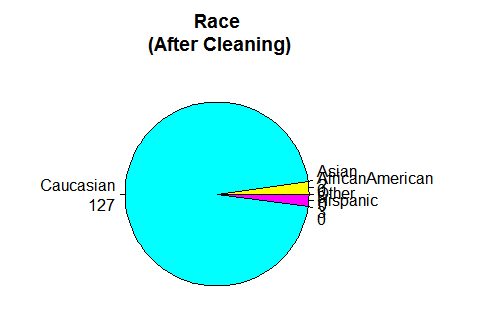 Race
(After Cleaning)
Asian
AfricanAmerican
Caucasian
127
Other
Hispanic
0